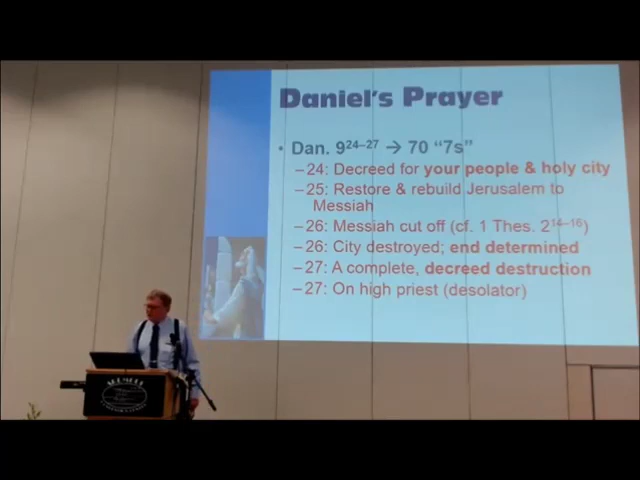 Daniel's Prayer
• Dan. 9²⁴⁻²⁷ → 70 "7s"
–24: Decreed for your people & holy city
–25: Restore & rebuild Jerusalem to
Messiah
–26: Messiah cut off (cf. 1 Thes. 2¹⁴⁻¹⁶)
–26: City destroyed; end determined
–27: A complete, decreed destruction
–27: On high priest (desolator)